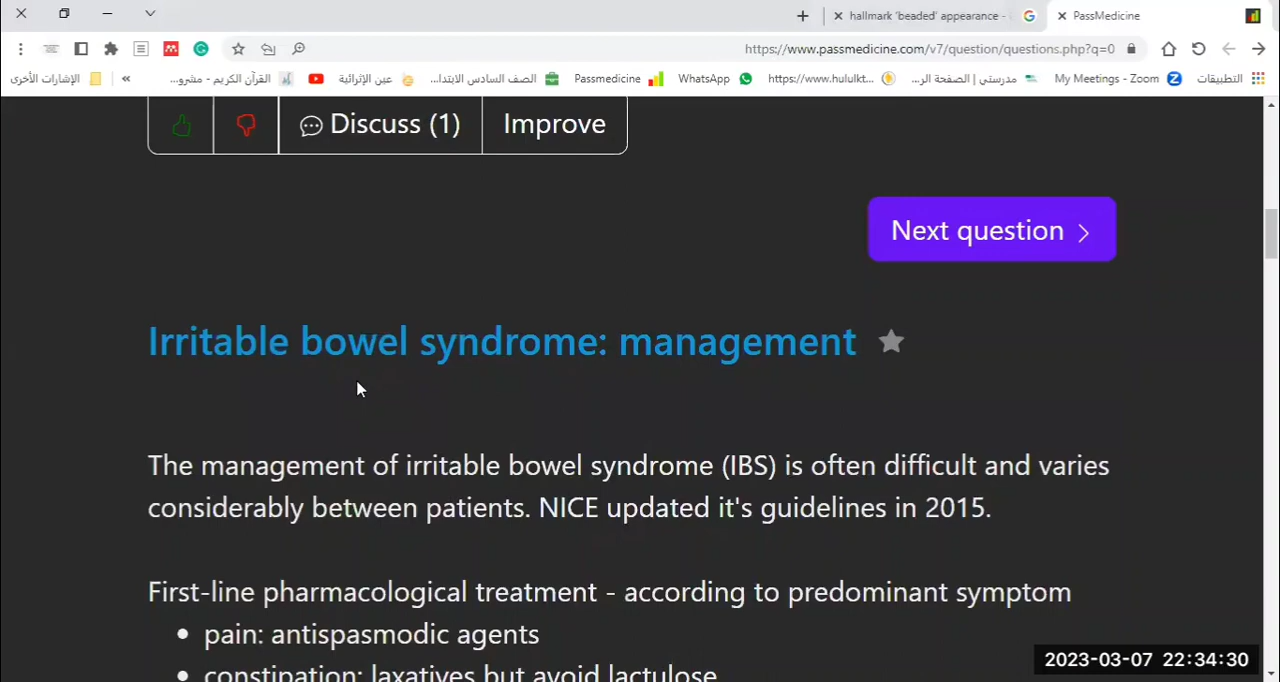 hallmark 'beaded' appearance -
PassMedicine
https://www.passmedicine.com/v7/question/questions.php?q=0
الإشارات الأخرى
»
القرآن الكريم - مشرو...
عين الإثرائية
الصف السادس الابتدا...
Passmedicine
WhatsApp
https://www.hululkt...
مدرستي | الصفحة الر...
My Meetings - Zoom
التطبيقات
Discuss (1)
Improve
Next question
Irritable bowel syndrome: management
The management of irritable bowel syndrome (IBS) is often difficult and varies
considerably between patients. NICE updated it's guidelines in 2015.
First-line pharmacological treatment - according to predominant symptom
• pain: antispasmodic agents
• constipation: laxatives but avoid lactulose
2023-03-07 22:34:30